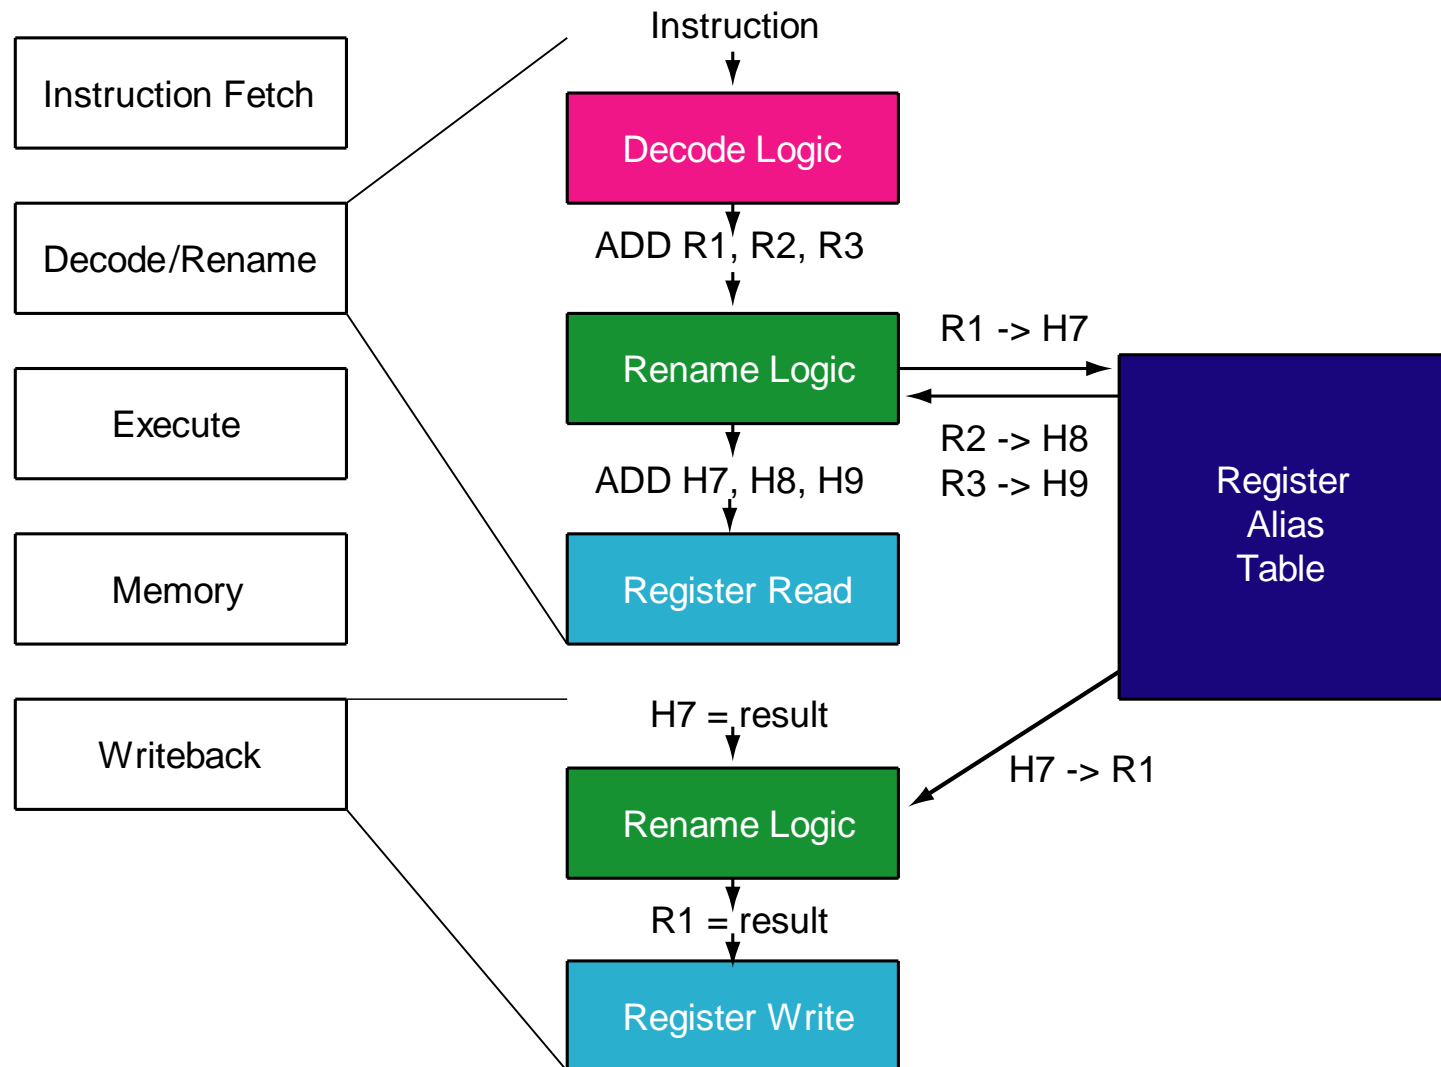 Instruction Fetch
Decode/Rename
Execute
Memory
Writeback
Instruction
Decode Logic
ADD R1, R2, R3
Rename Logic
ADD H7, H8, H9
Register Read
R1 -> H7
R2 -> H8
R3 -> H9
Register
Alias
Table
H7 = result
H7 -> R1
Rename Logic
R1 = result
Register Write